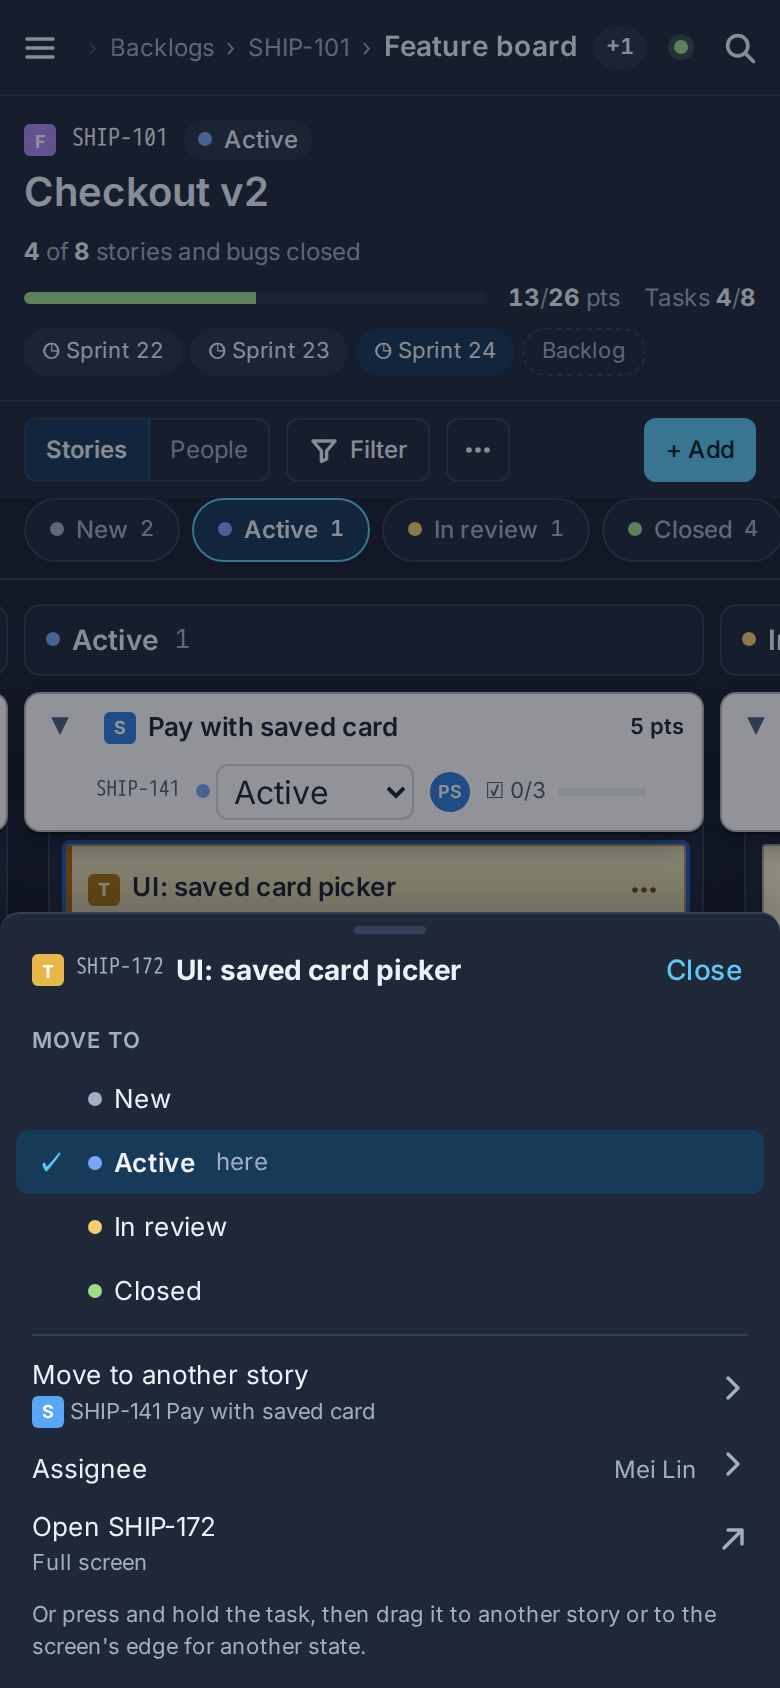 › Backlogs › SHIP-101 › Feature board +1
F SHIP-101 Active
Checkout v2
4 of 8 stories and bugs closed
13/26 pts Tasks 4/8
Sprint 22 Sprint 23 Sprint 24 Backlog
Stories People Filter ••• + Add
New 2 Active 1 In review 1 Closed 4
Active 1
▼ S Pay with saved card 5 pts ▼
SHIP-141 Active PS ☑ 0/3
T UI: saved card picker •••
T SHIP-172 UI: saved card picker Close
MOVE TO
New
✓ Active here
In review
Closed
Move to another story
S SHIP-141 Pay with saved card
Assignee Mei Lin
Open SHIP-172
Full screen
Or press and hold the task, then drag it to another story or to the
screen's edge for another state.